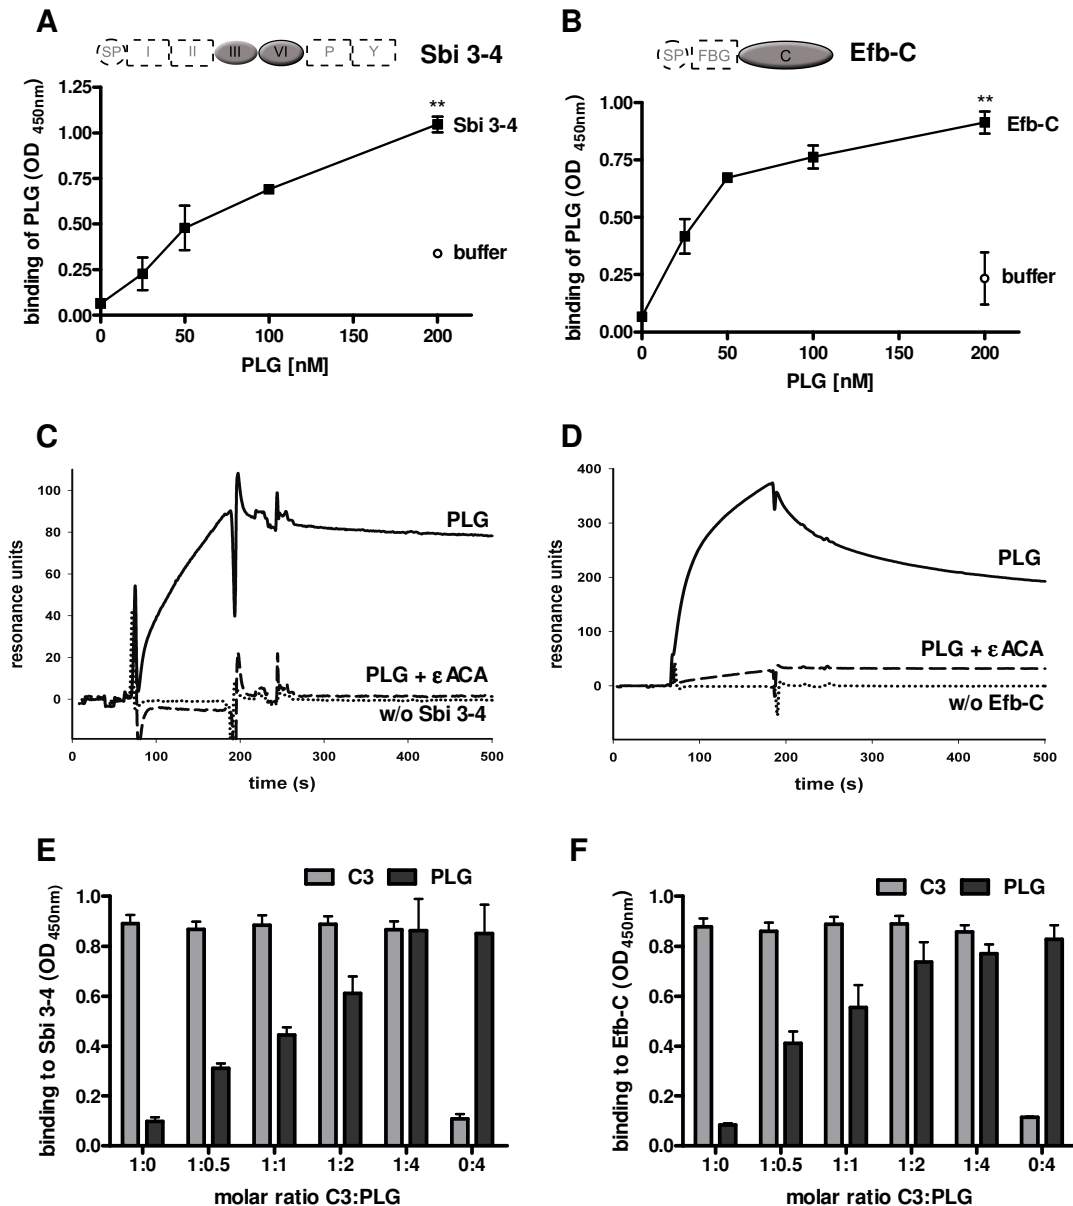 A
SP I II III VI P Y Sbi 3-4
binding of PLG (OD 450nm)
1.25
1.00
0.75
0.50
0.25
0.00
**
Sbi 3-4
buffer
0 50 100 150 200
PLG [nM]
B
SP FBG C Efb-C
binding of PLG (OD 450nm)
1.00
0.75
0.50
0.25
0.00
**
Efb-C
buffer
0 50 100 150 200
PLG [nM]
C
resonance units
100
80
60
40
20
0
PLG
PLG + εACA
w/o Sbi 3-4
0 100 200 300 400 500
time (s)
D
resonance units
400
300
200
100
0
PLG
PLG + εACA
w/o Efb-C
0 100 200 300 400 500
time (s)
E
C3 PLG
binding to Sbi 3-4 (OD450nm)
1.0
0.8
0.6
0.4
0.2
0.0
1:0 1:0.5 1:1 1:2 1:4 0:4
molar ratio C3:PLG
F
C3 PLG
binding to Efb-C (OD450nm)
1.0
0.8
0.6
0.4
0.2
0.0
1:0 1:0.5 1:1 1:2 1:4 0:4
molar ratio C3:PLG